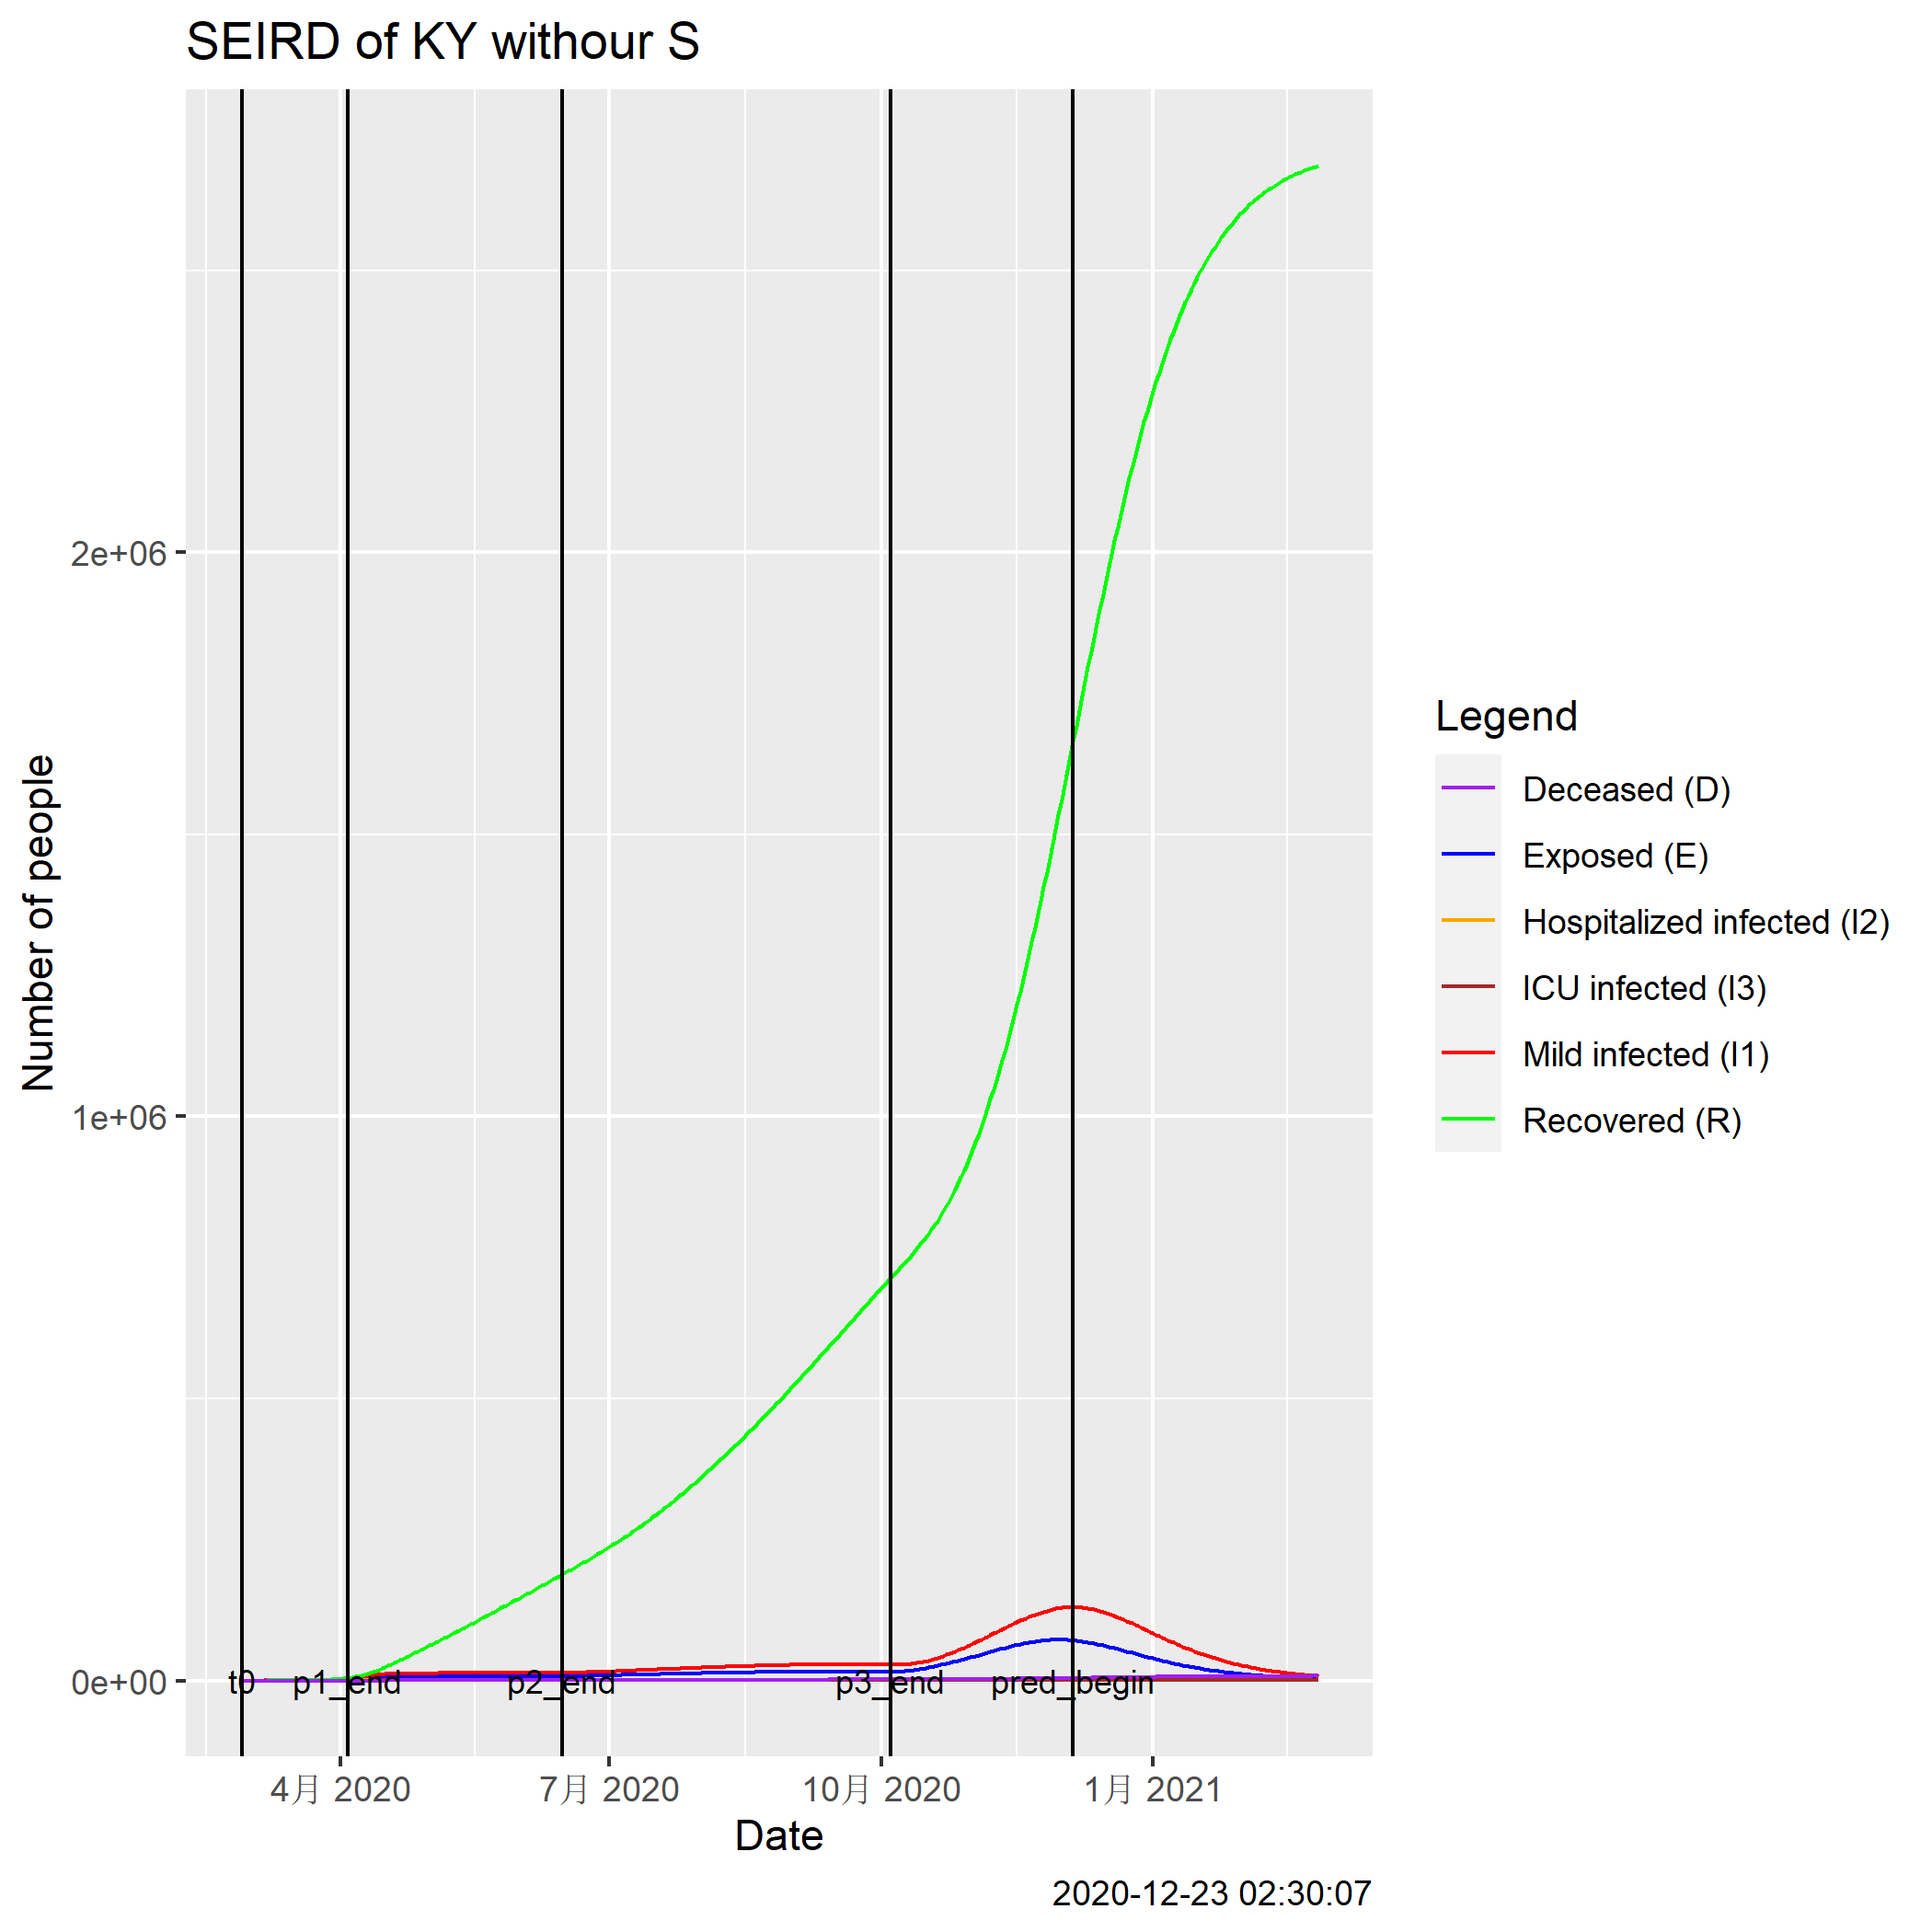 SEIRD of KY withour S
Number of people
2e+06
1e+06
0e+00
t0
p1_end
p2_end
p3_end
pred_begin
4月 2020
7月 2020
10月 2020
1月 2021
Date
Legend
Deceased (D)
Exposed (E)
Hospitalized infected (I2)
ICU infected (I3)
Mild infected (I1)
Recovered (R)
2020-12-23 02:30:07